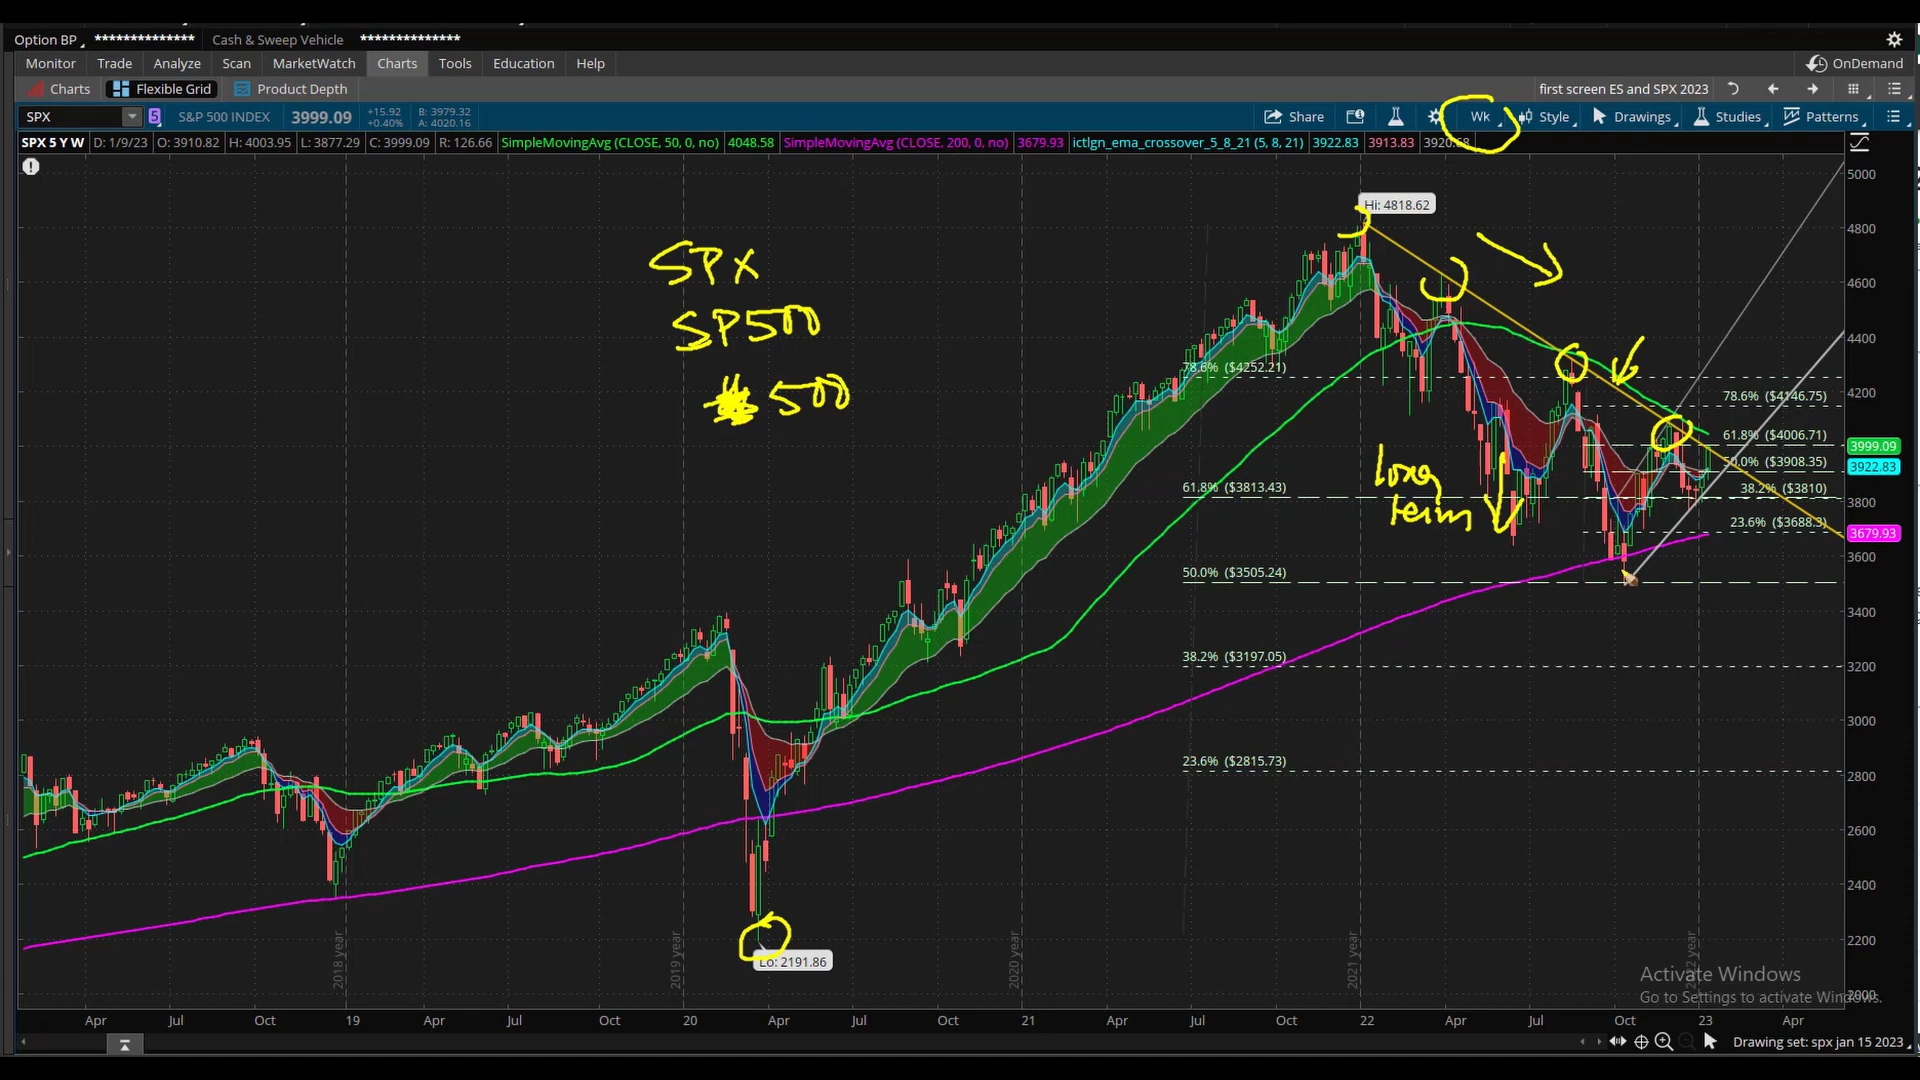 Option BP ************** Cash & Sweep Vehicle **************
Monitor Trade Analyze Scan MarketWatch Charts Tools Education Help OnDemand
Charts Flexible Grid Product Depth first screen ES and SPX 2023
SPX 5 S&P 500 INDEX 3999.09 +15.92 +0.40% B: 3979.32 A: 4020.16 Share Wk Style Drawings Studies Patterns
SPX 5 Y W D: 1/9/23 O: 3910.82 H: 4003.95 L: 3877.29 C: 3999.09 R: 126.66 SimpleMovingAvg (CLOSE, 50, 0, no) 4048.58 SimpleMovingAvg (CLOSE, 200, 0, no) 3679.93 ictlgn_ema_crossover_5_8_21 (5, 8, 21) 3922.83 3913.83
5000
Hi: 4818.62
4800
SPX
4600
SP500
4400
78.6% ($4252.21)
500
4200
78.6% ($4146.75)
61.8% ($4006.71)
3999.09
50.0% ($3908.35)
3922.83
long
term
61.8% ($3813.43)
38.2% ($3810)
3800
23.6% ($3688.3)
3679.93
3600
50.0% ($3505.24)
3400
38.2% ($3197.05)
3200
3000
23.6% ($2815.73)
2800
2600
2400
2200
Lo: 2191.86
2018 year
2019 year
2020 year
2021 year
2022 year
Activate Windows
Go to Settings to activate Windows.
2000
Apr Jul Oct 19 Apr Jul Oct 20 Apr Jul Oct 21 Apr Jul Oct 22 Apr Jul Oct 23 Apr
Drawing set: spx jan 15 2023